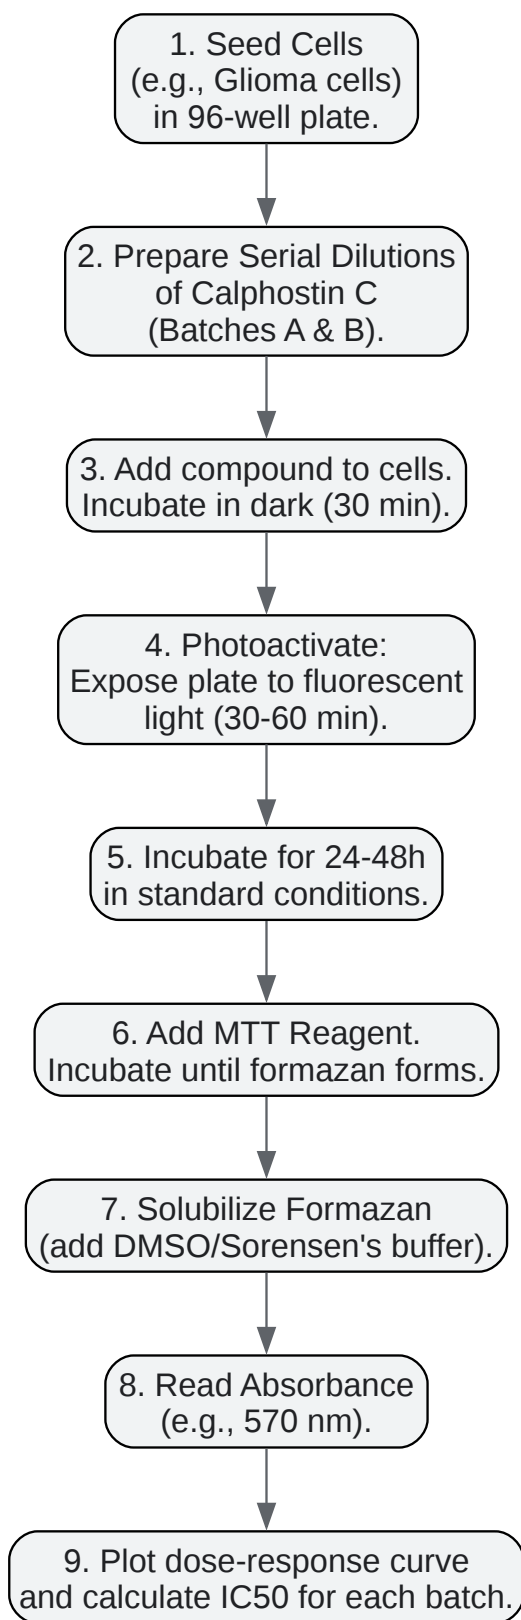 1. Seed Cells
(e.g., Glioma cells)
in 96-well plate.
2. Prepare Serial Dilutions
of Calphostin C
(Batches A & B).
3. Add compound to cells.
Incubate in dark (30 min).
4. Photoactivate:
Expose plate to fluorescent
light (30-60 min).
5. Incubate for 24-48h
in standard conditions.
6. Add MTT Reagent.
Incubate until formazan forms.
7. Solubilize Formazan
(add DMSO/Sorensen's buffer).
8. Read Absorbance
(e.g., 570 nm).
9. Plot dose-response curve
and calculate IC50 for each batch.